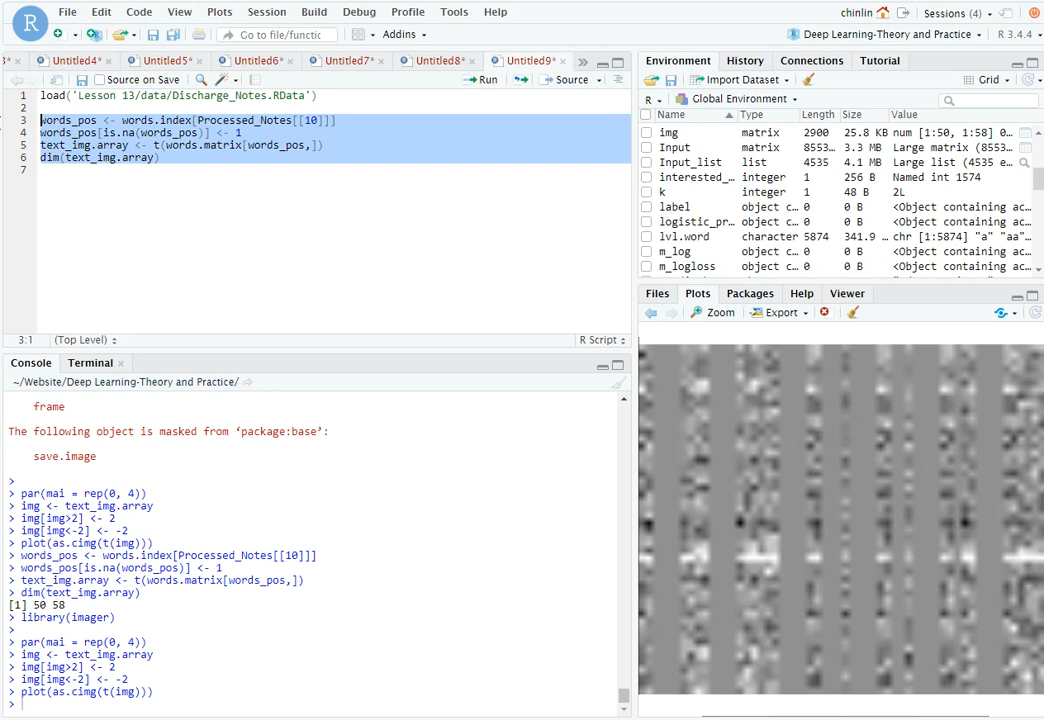 File Edit Code View Plots Session Build Debug Profile Tools Help
chinlin Sessions (4)
Go to file/functic Addins
Deep Learning-Theory and Practice R 3.4.4
3* × Untitled4* × Untitled5* × Untitled6* × Untitled7* × Untitled8* × Untitled9* ×
Source on Save Run Source
1 load('Lesson 13/data/Discharge_Notes.RData')
2
3 words_pos <- words.index[Processed_Notes[[10]]]
4 words_pos[is.na(words_pos)] <- 1
5 text_img.array <- t(words.matrix[words_pos,])
6 dim(text_img.array)
7
3:1 (Top Level) R Script
Console Terminal ×
~/Website/Deep Learning-Theory and Practice/
frame
The following object is masked from ‘package:base’:
save.image
>
> par(mai = rep(0, 4))
> img <- text_img.array
> img[img>2] <- 2
> img[img<-2] <- -2
> plot(as.cimg(t(img)))
> words_pos <- words.index[Processed_Notes[[10]]]
> words_pos[is.na(words_pos)] <- 1
> text_img.array <- t(words.matrix[words_pos,])
> dim(text_img.array)
[1] 50 58
> library(imager)
>
> par(mai = rep(0, 4))
> img <- text_img.array
> img[img>2] <- 2
> img[img<-2] <- -2
> plot(as.cimg(t(img)))
>
Environment History Connections Tutorial
Import Dataset Grid
R Global Environment
Name Type Length Size Value
img matrix 2900 25.8 KB num [1:50, 1:58] 0…
Input matrix 8553… 3.3 MB Large matrix (8553…
Input_list list 4535 4.1 MB Large list (4535 e…
interested_… integer 1 256 B Named int 1574
k integer 1 48 B 2L
label object c… 0 0 B <Object containing ac…
logistic_pr… object c… 0 0 B <Object containing ac…
lvl.word character 5874 341.9 … chr [1:5874] "a" "aa"…
m_log object c… 0 0 B <Object containing ac…
m_logloss object c… 0 0 B <Object containing ac…
Files Plots Packages Help Viewer
Zoom Export